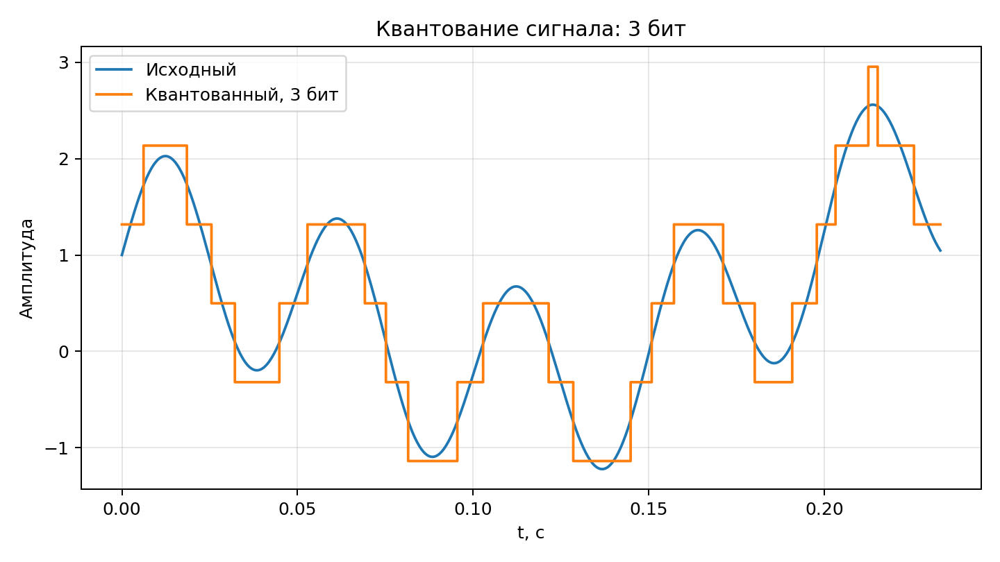 Квантование сигнала: 3 бит
Исходный
Квантованный, 3 бит
Амплитуда
3
2
1
0
−1
0.00 0.05 0.10 0.15 0.20
t, с